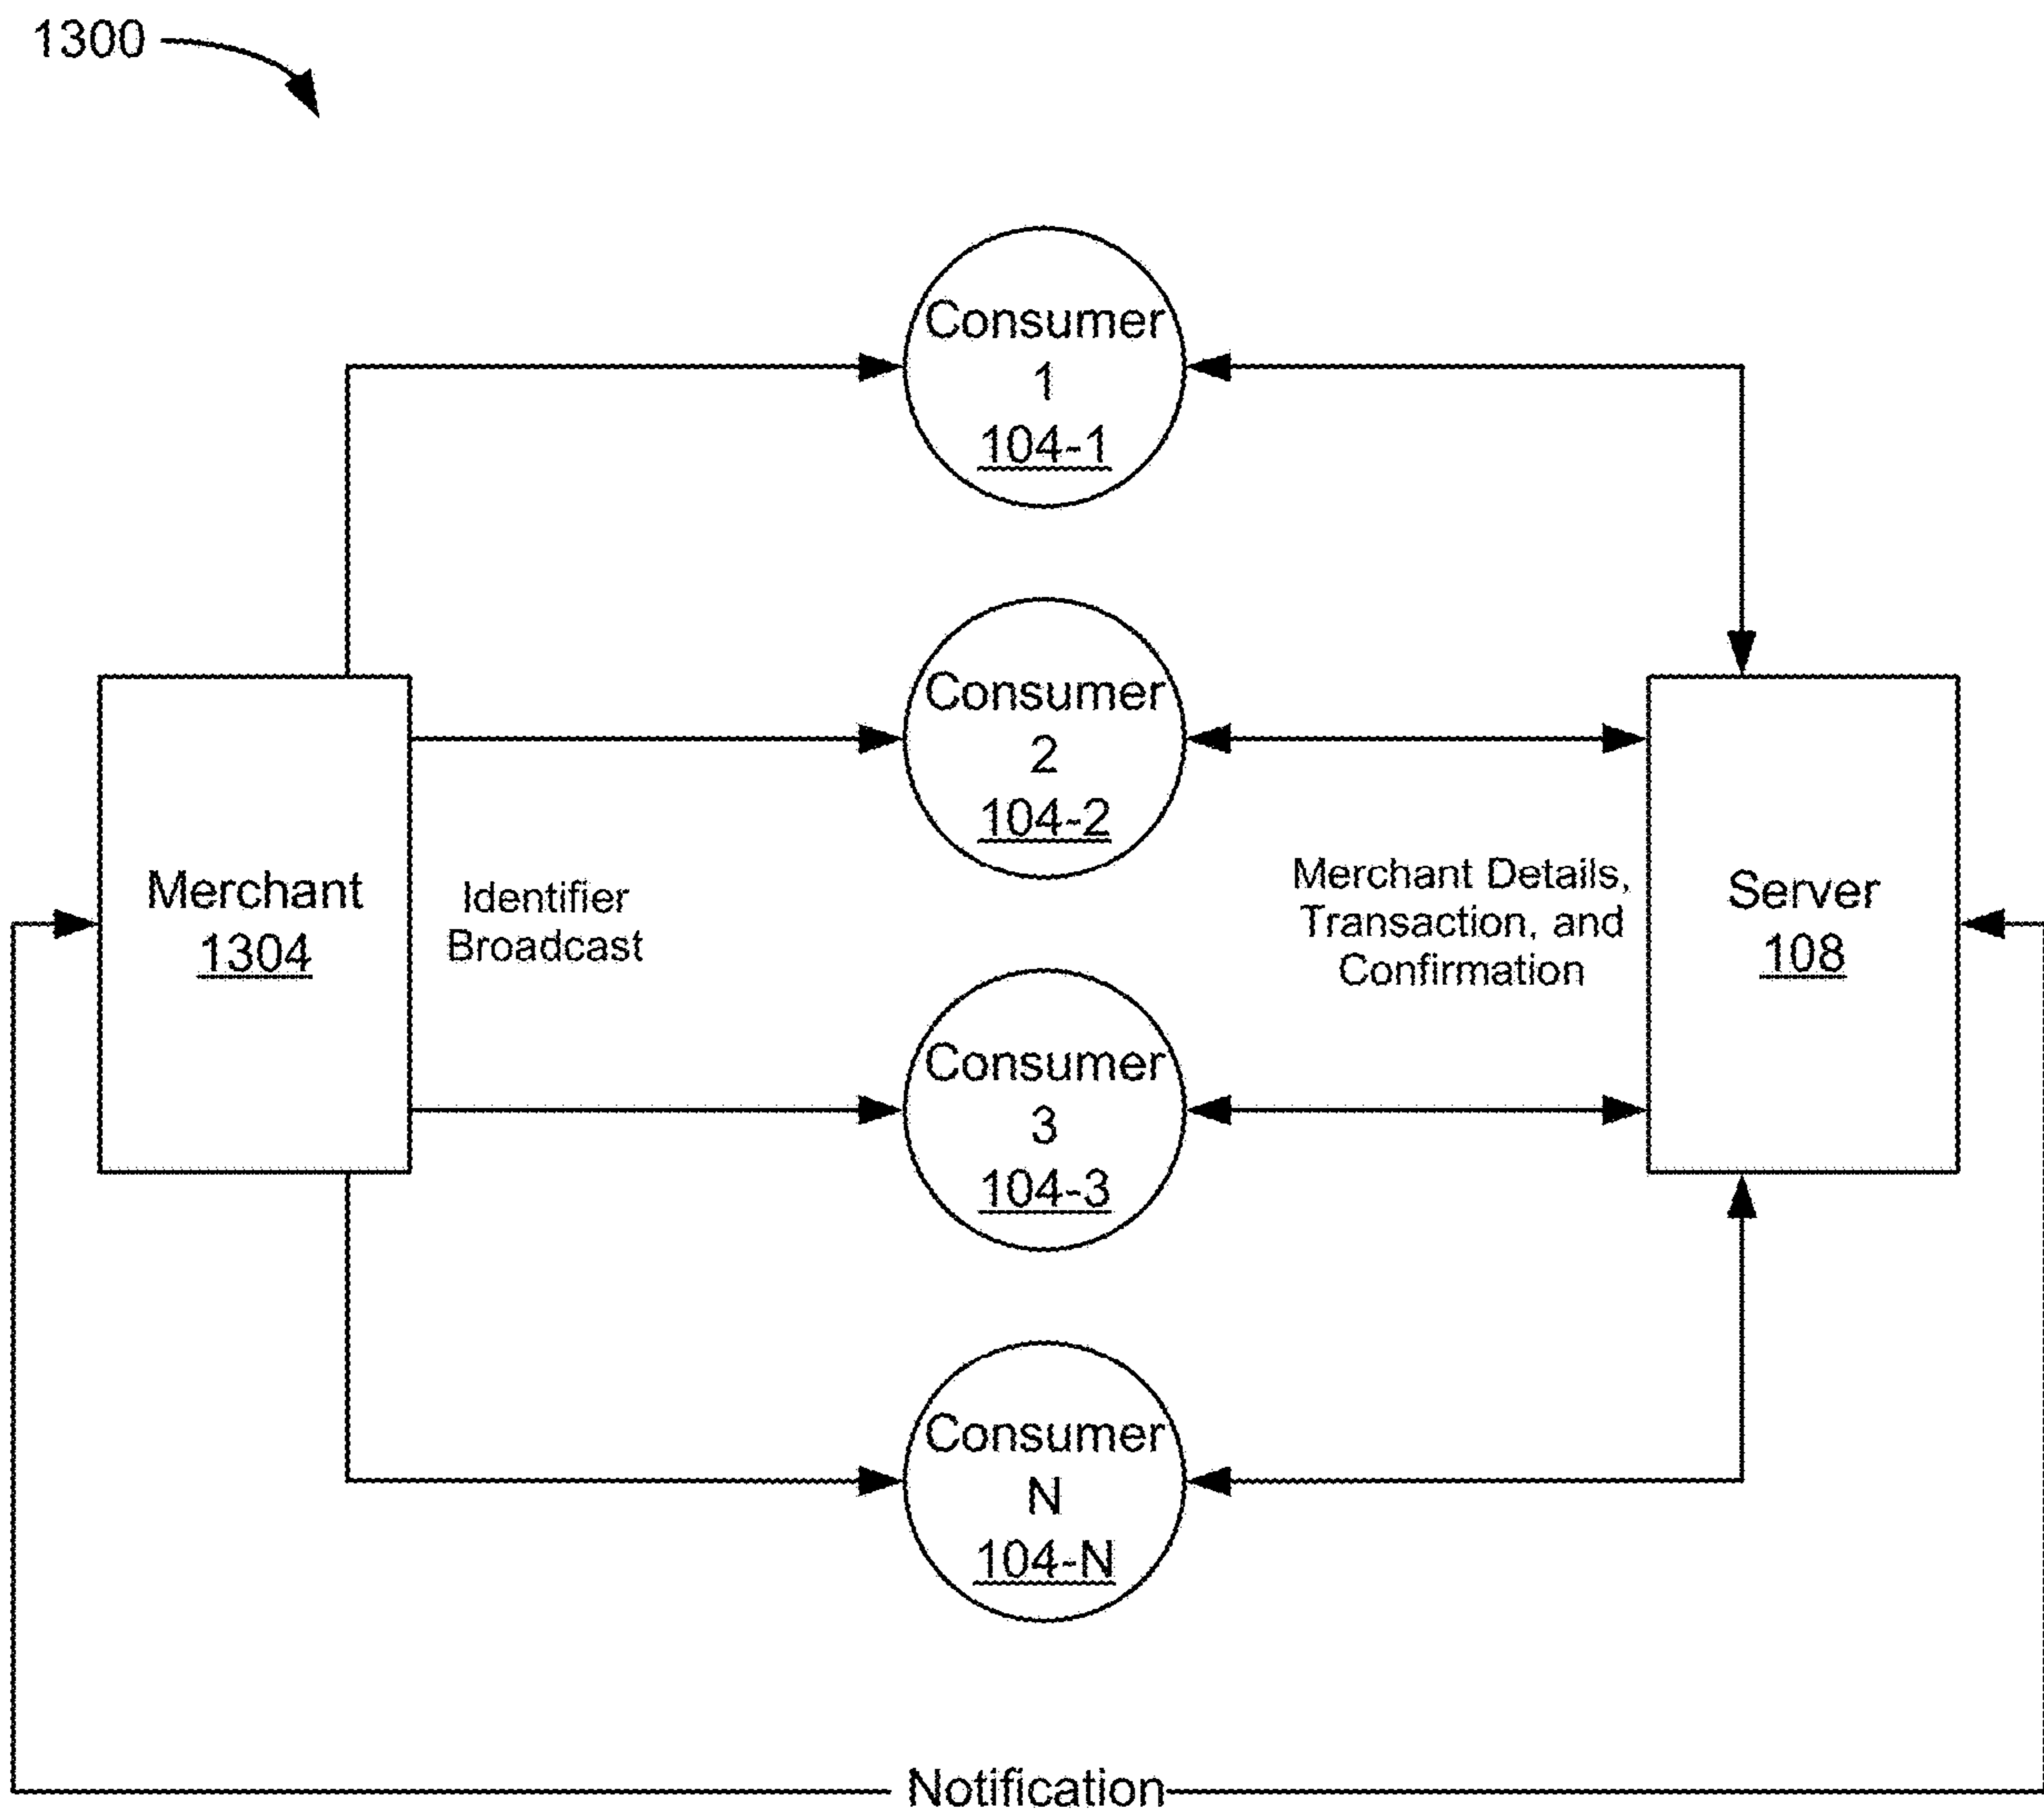 1300
Consumer
1
104-1
Consumer
2
104-2
Merchant
1304
Identifier
Broadcast
Merchant Details,
Transaction, and
Confirmation
Server
108
Consumer
3
104-3
Consumer
N
104-N
Notification